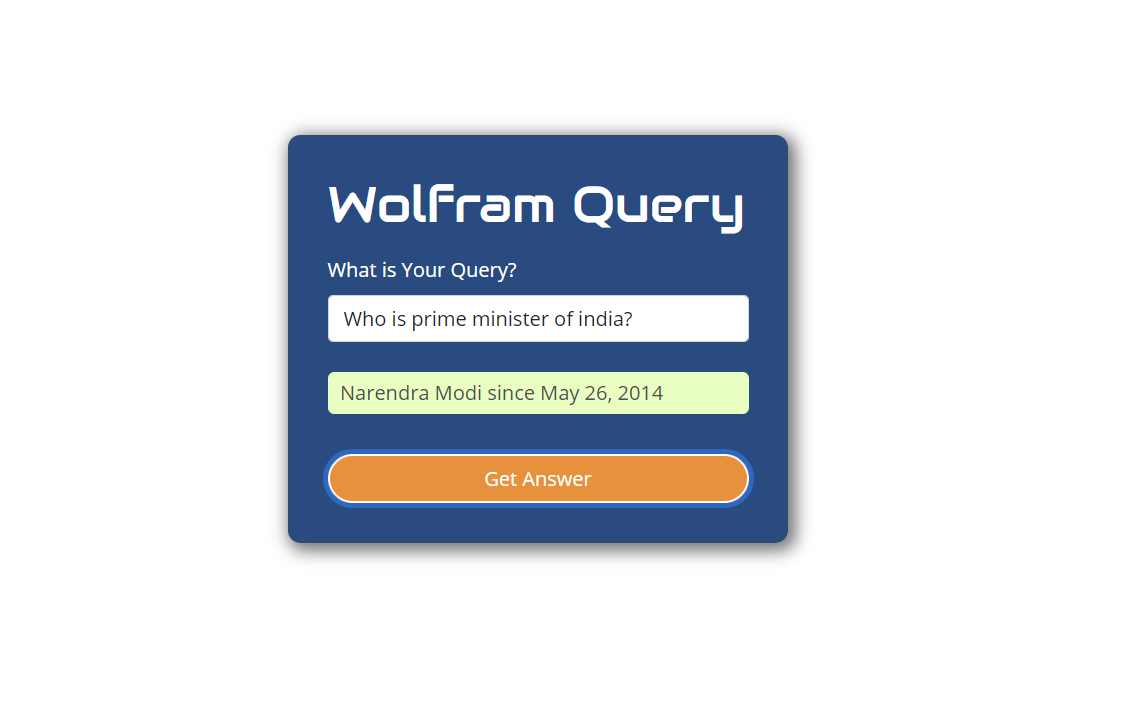 Wolfram Query
What is Your Query?
Who is prime minister of india?
Narendra Modi since May 26, 2014
Get Answer